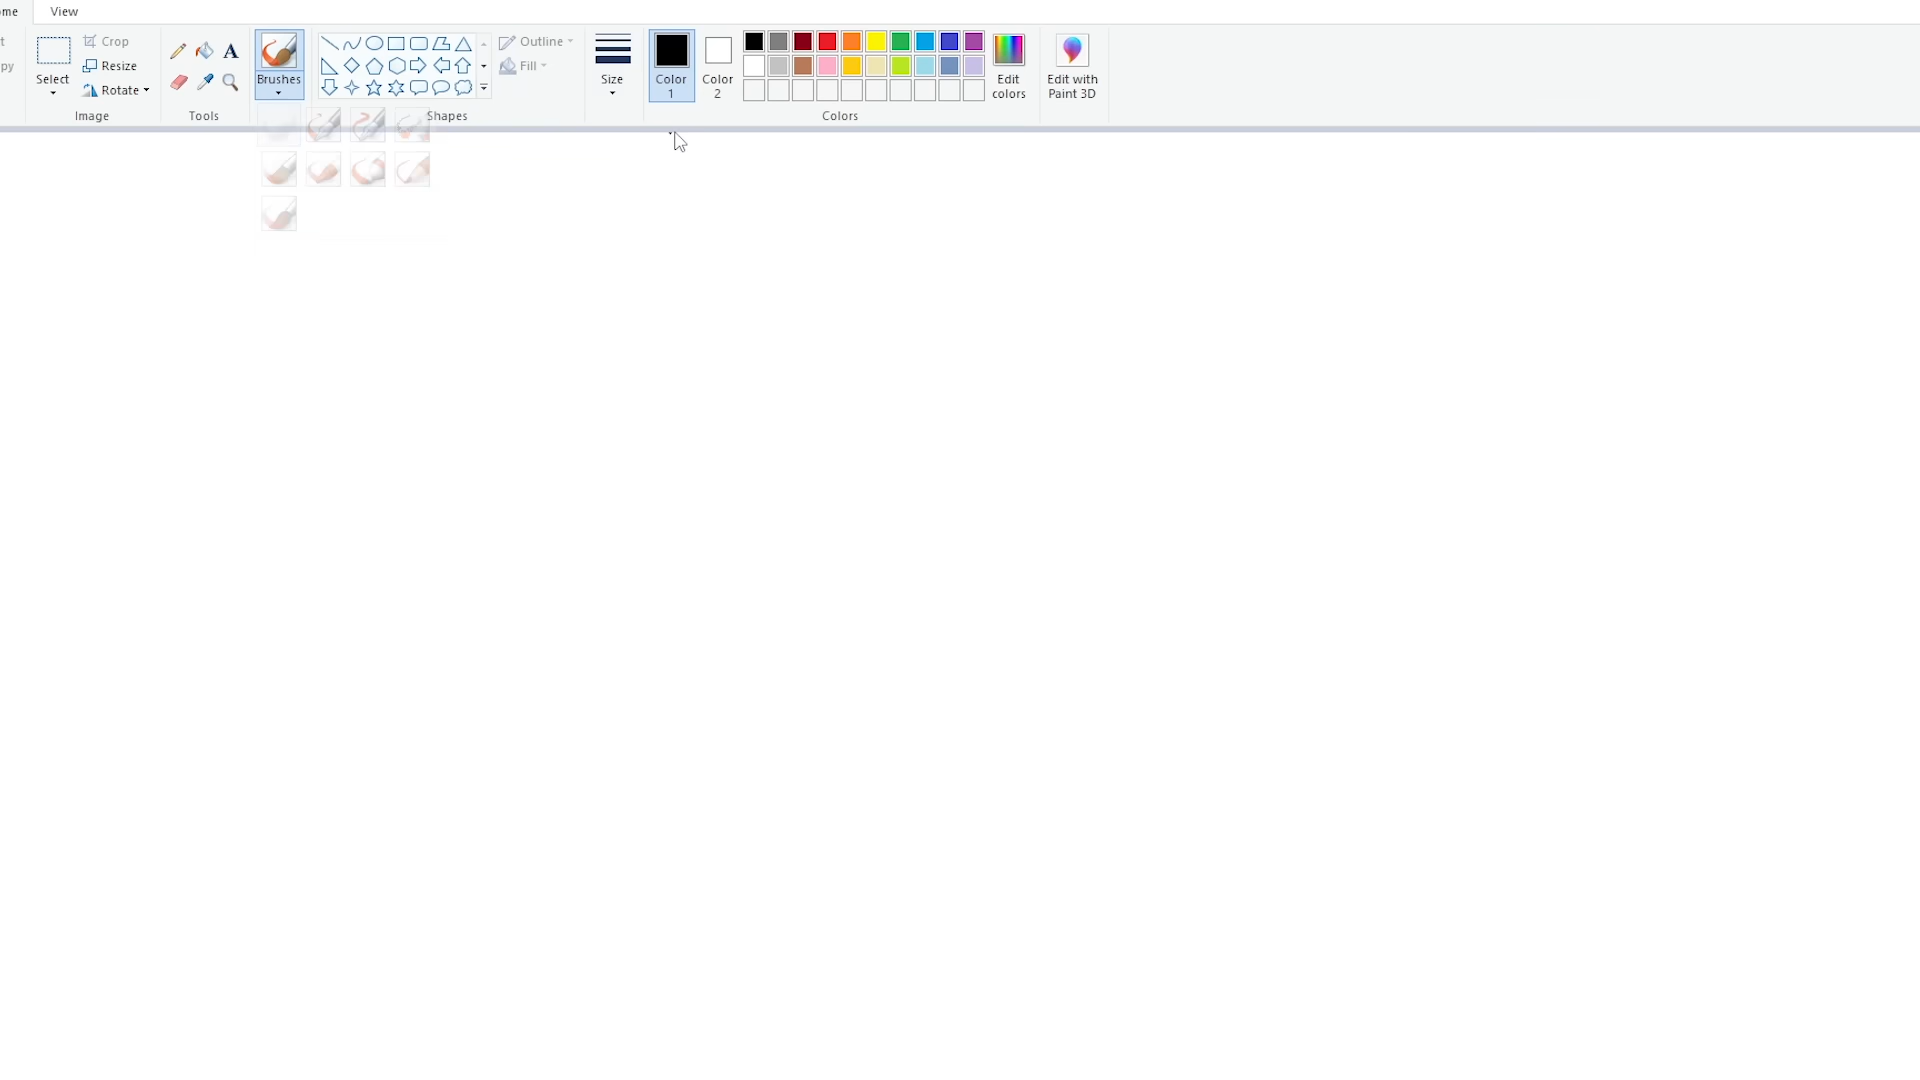 ome View
t
py
Select
Crop
Resize
Rotate
Image
A
Tools
Brushes
Outline
Fill
Shapes
Size
Color
1
Color
2
Edit
colors
Colors
Edit with
Paint 3D